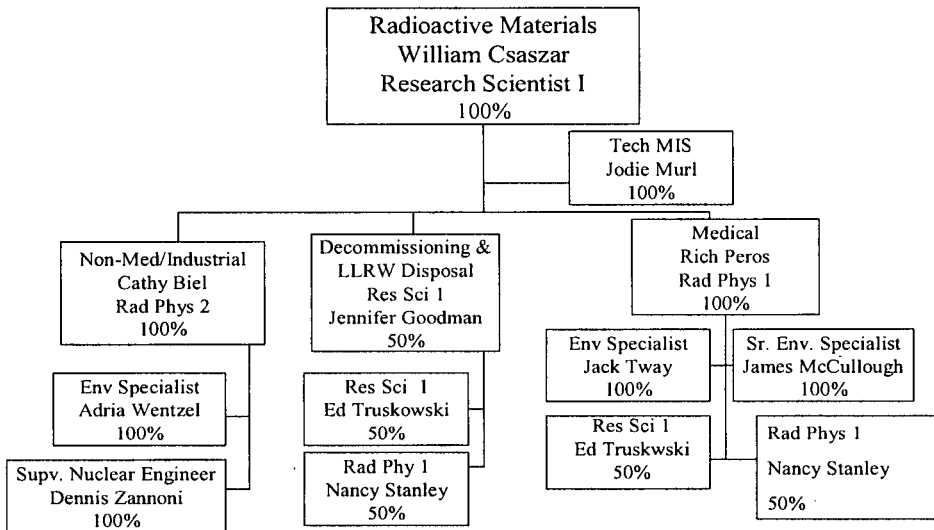 Radioactive Materials
William Csaszar
Research Scientist I
100%
Tech MIS
Jodie Murl
100%
Non-Med/Industrial
Cathy Biel
Rad Phys 2
100%
Decommissioning &
LLRW Disposal
Res Sci 1
Jennifer Goodman
50%
Medical
Rich Peros
Rad Phys 1
100%
Env Specialist
Adria Wentzel
100%
Supv. Nuclear Engineer
Dennis Zannoni
100%
Res Sci 1
Ed Truskowski
50%
Rad Phy 1
Nancy Stanley
50%
Env Specialist
Jack Tway
100%
Sr. Env. Specialist
James McCullough
100%
Res Sci 1
Ed Truskwski
50%
Rad Phys 1
Nancy Stanley
50%